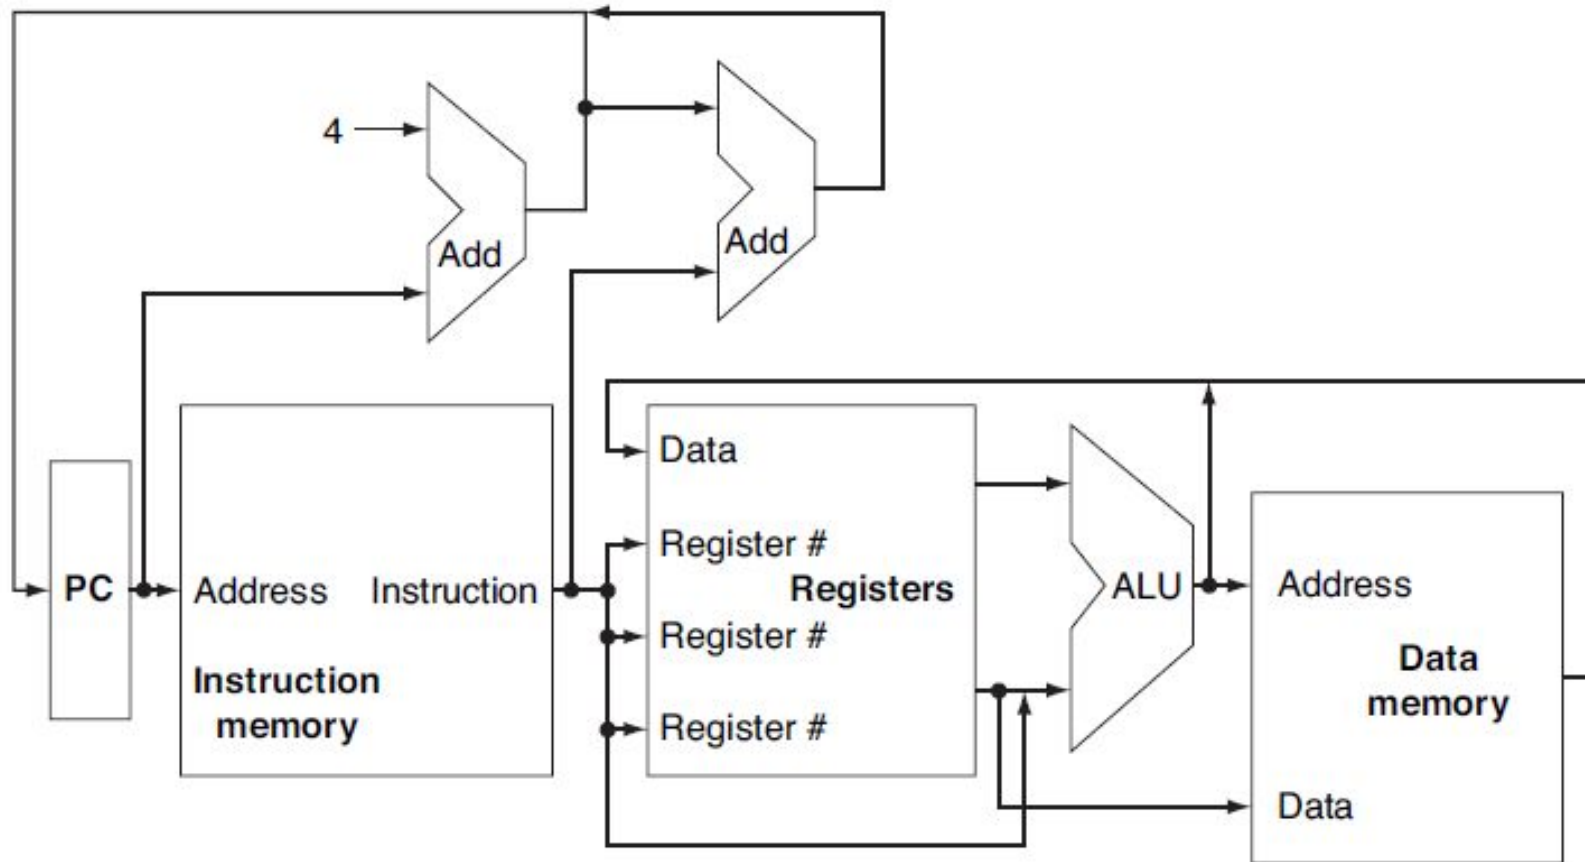 4
Add
Add
Data
Register #
PC
Address
Instruction
Registers
ALU
Address
Register #
Instruction
memory
Data
memory
Register #
Data